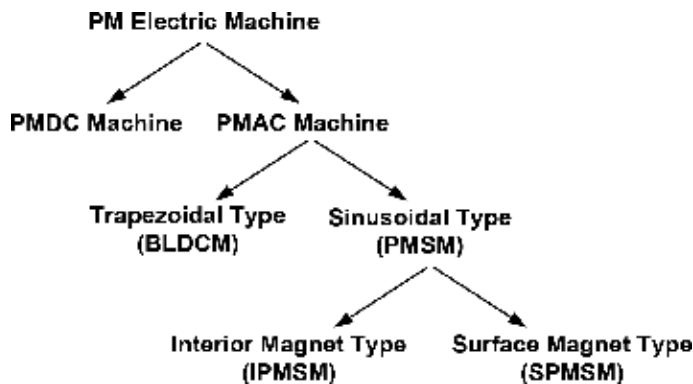 PM Electric Machine
PMDC Machine
PMAC Machine
Trapezoidal Type
(BLDCM)
Sinusoidal Type
(PMSM)
Interior Magnet Type
(IPMSM)
Surface Magnet Type
(SPMSM)